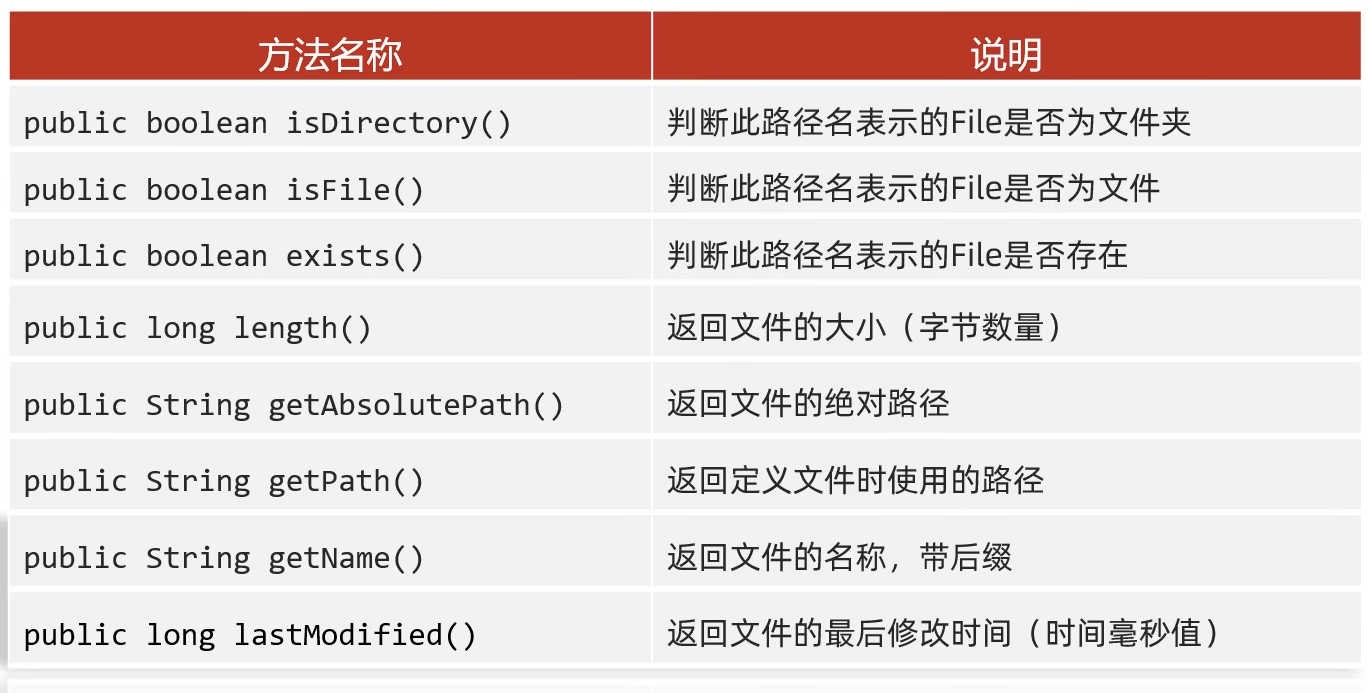 方法名称 说明
public boolean isDirectory() 判断此路径名表示的File是否为文件夹
public boolean isFile() 判断此路径名表示的File是否为文件
public boolean exists() 判断此路径名表示的File是否存在
public long length() 返回文件的大小（字节数量）
public String getAbsolutePath() 返回文件的绝对路径
public String getPath() 返回定义文件时使用的路径
public String getName() 返回文件的名称，带后缀
public long lastModified() 返回文件的最后修改时间（时间毫秒值）